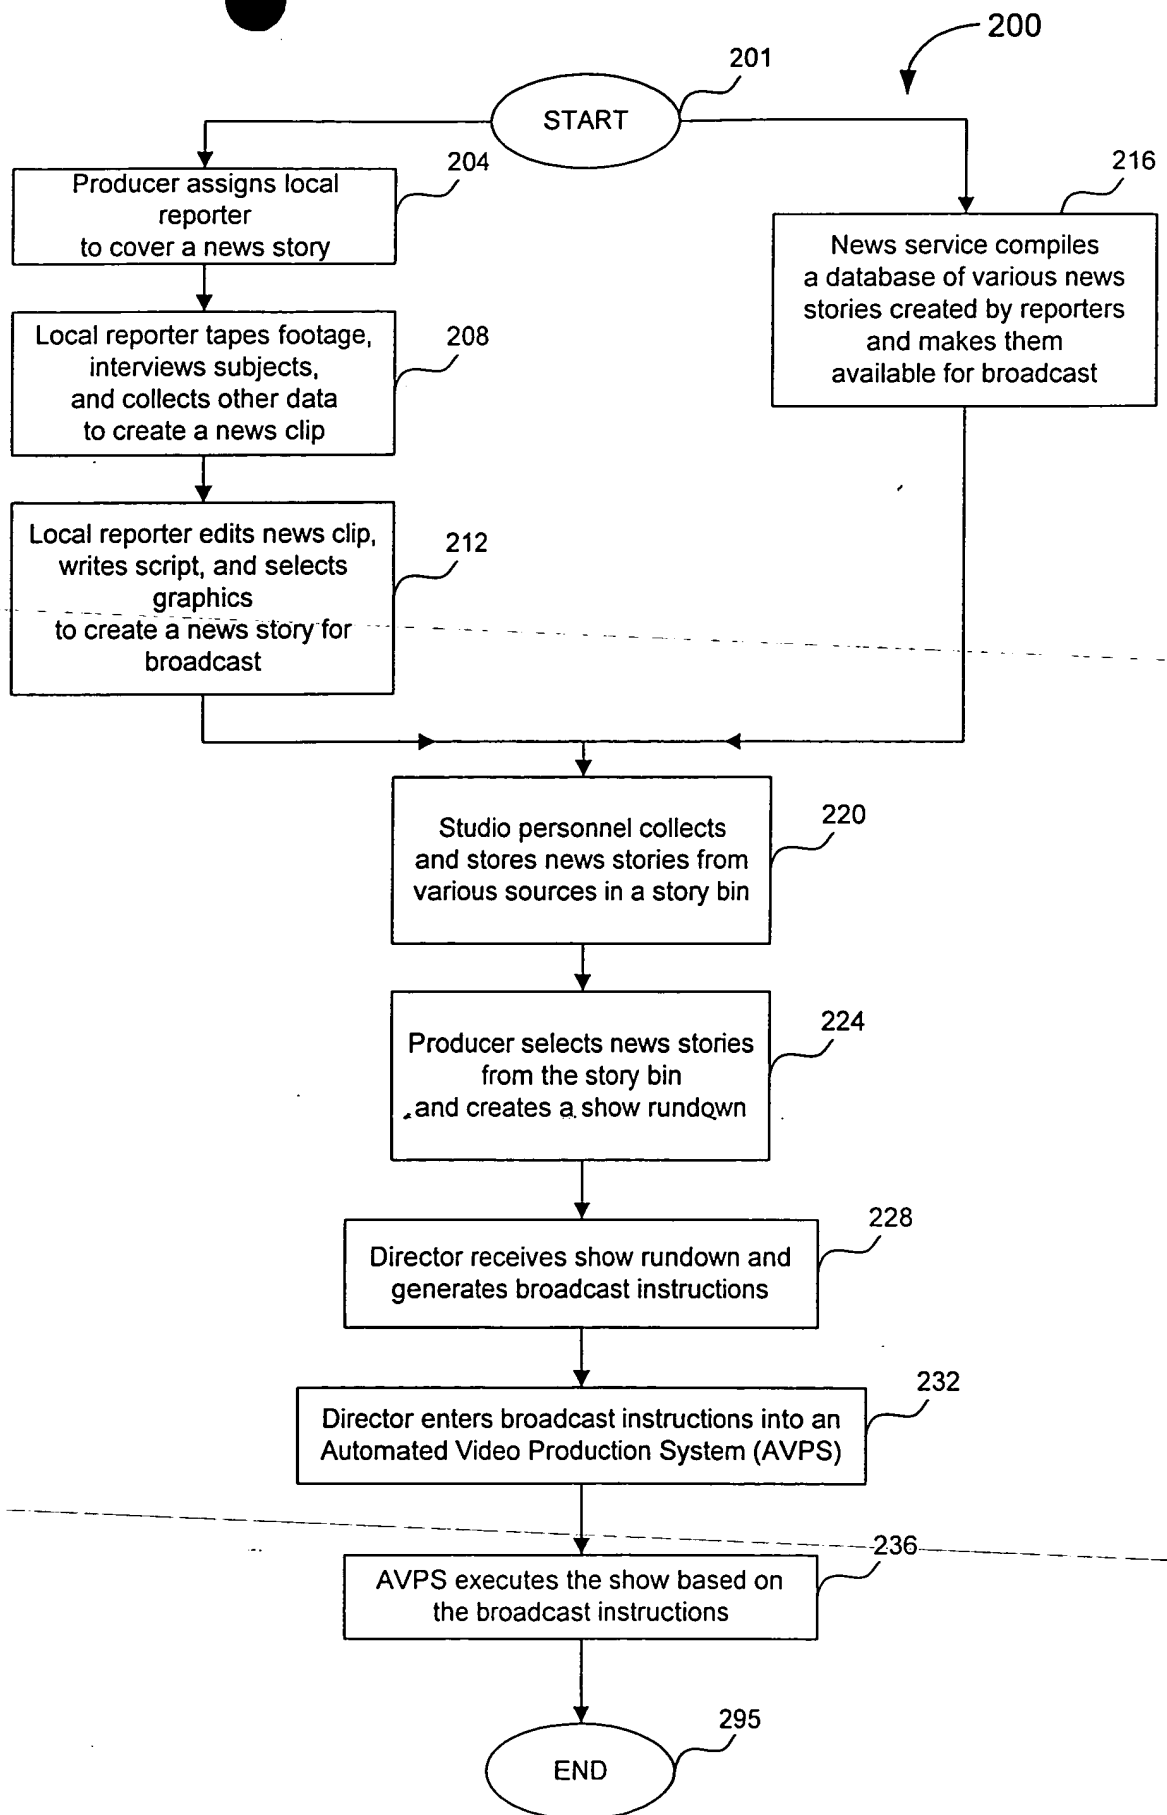 200
201
START
204
Producer assigns local
reporter
to cover a news story
216
News service compiles
a database of various news
stories created by reporters
and makes them
available for broadcast
208
Local reporter tapes footage,
interviews subjects,
and collects other data
to create a news clip
212
Local reporter edits news clip,
writes script, and selects
graphics
to create a news story for
broadcast
220
Studio personnel collects
and stores news stories from
various sources in a story bin
224
Producer selects news stories
from the story bin
and creates a show rundown
228
Director receives show rundown and
generates broadcast instructions
232
Director enters broadcast instructions into an
Automated Video Production System (AVPS)
236
AVPS executes the show based on
the broadcast instructions
295
END